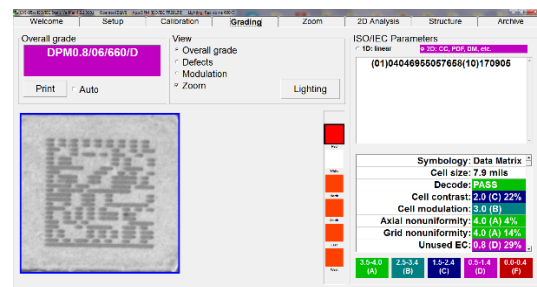 Welcome Setup Calibration Grading Zoom 2D Analysis Structure Archive
Overall grade
DPM0.8/06/660/D
Print
Auto
View
Overall grade
Defects
Modulation
Zoom
Lighting
ISO/IEC Parameters
1D: linear
2D: CC, PDF, DM, etc.
(01)04046955057658(10)170905
Symbology: Data Matrix
Cell size: 7.9 mils
Decode: PASS
Cell contrast: 2.0 (C) 22%
Cell modulation: 3.0 (B)
Axial nonuniformity: 4.0 (A) 4%
Grid nonuniformity: 4.0 (A) 14%
Unused EC: 0.8 (D) 29%
3.5-4.0 2.5-3.4 1.5-2.4 0.5-1.4 0.0-0.4
(A) (B) (C) (D) (F)